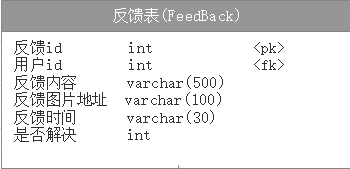 反馈表(FeedBack)
反馈id int <pk>
用户id int <fk>
反馈内容 varchar(500)
反馈图片地址 varchar(100)
反馈时间 varchar(30)
是否解决 int